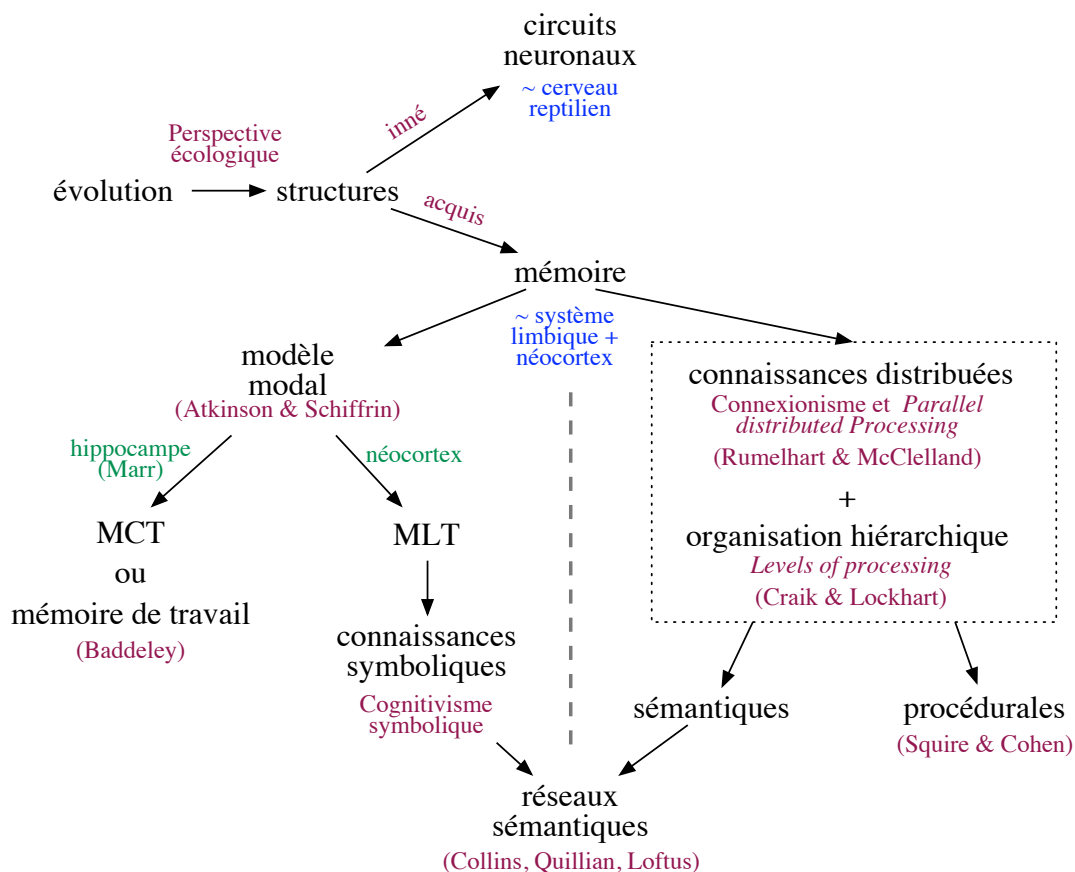 circuits
neuronaux
~ cerveau
reptilien
inné
Perspective
écologique
évolution
structures
acquis
mémoire
~ système
limbique +
néocortex
modèle
modal
(Atkinson & Schiffrin)
hippocampe
(Marr)
néocortex
MCT
ou
mémoire de travail
(Baddeley)
MLT
connaissances
symboliques
Cognitivisme
symbolique
connaissances distribuées
Connexionisme et Parallel
distributed Processing
(Rumelhart & McClelland)
+
organisation hiérarchique
Levels of processing
(Craik & Lockhart)
sémantiques
procédurales
(Squire & Cohen)
réseaux
sémantiques
(Collins, Quillian, Loftus)